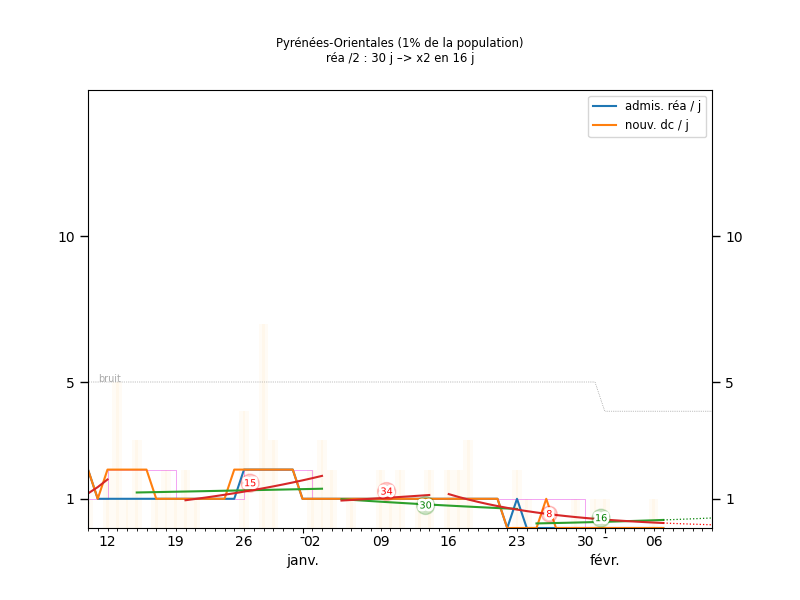 Pyrénées-Orientales (1% de la population)
réa /2 : 30 j –> x2 en 16 j
admis. réa / j
nouv. dc / j
10
10
bruit
5
5
15
34
30
8
16
1
1
12
19
26
02
09
16
23
30
06
janv.
févr.